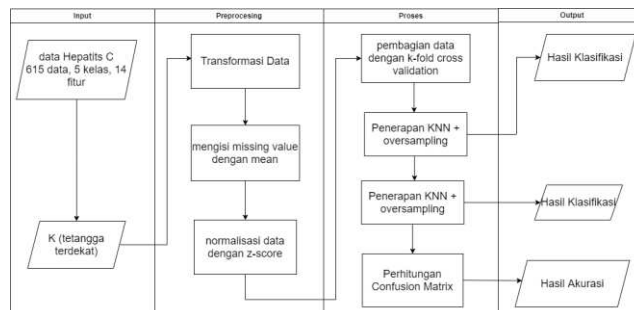 Input
Preprocesing
Proses
Output
data Hepatits C
615 data, 5 kelas, 14
fitur
K (tetangga
terdekat)
Transformasi Data
mengisi missing value
dengan mean
normalisasi data
dengan z-score
pembagian data
dengan k-fold cross
validation
Penerapan KNN +
oversampling
Penerapan KNN +
oversampling
Perhitungan
Confusion Matrix
Hasil Klasifikasi
Hasil Klasifikasi
Hasil Akurasi